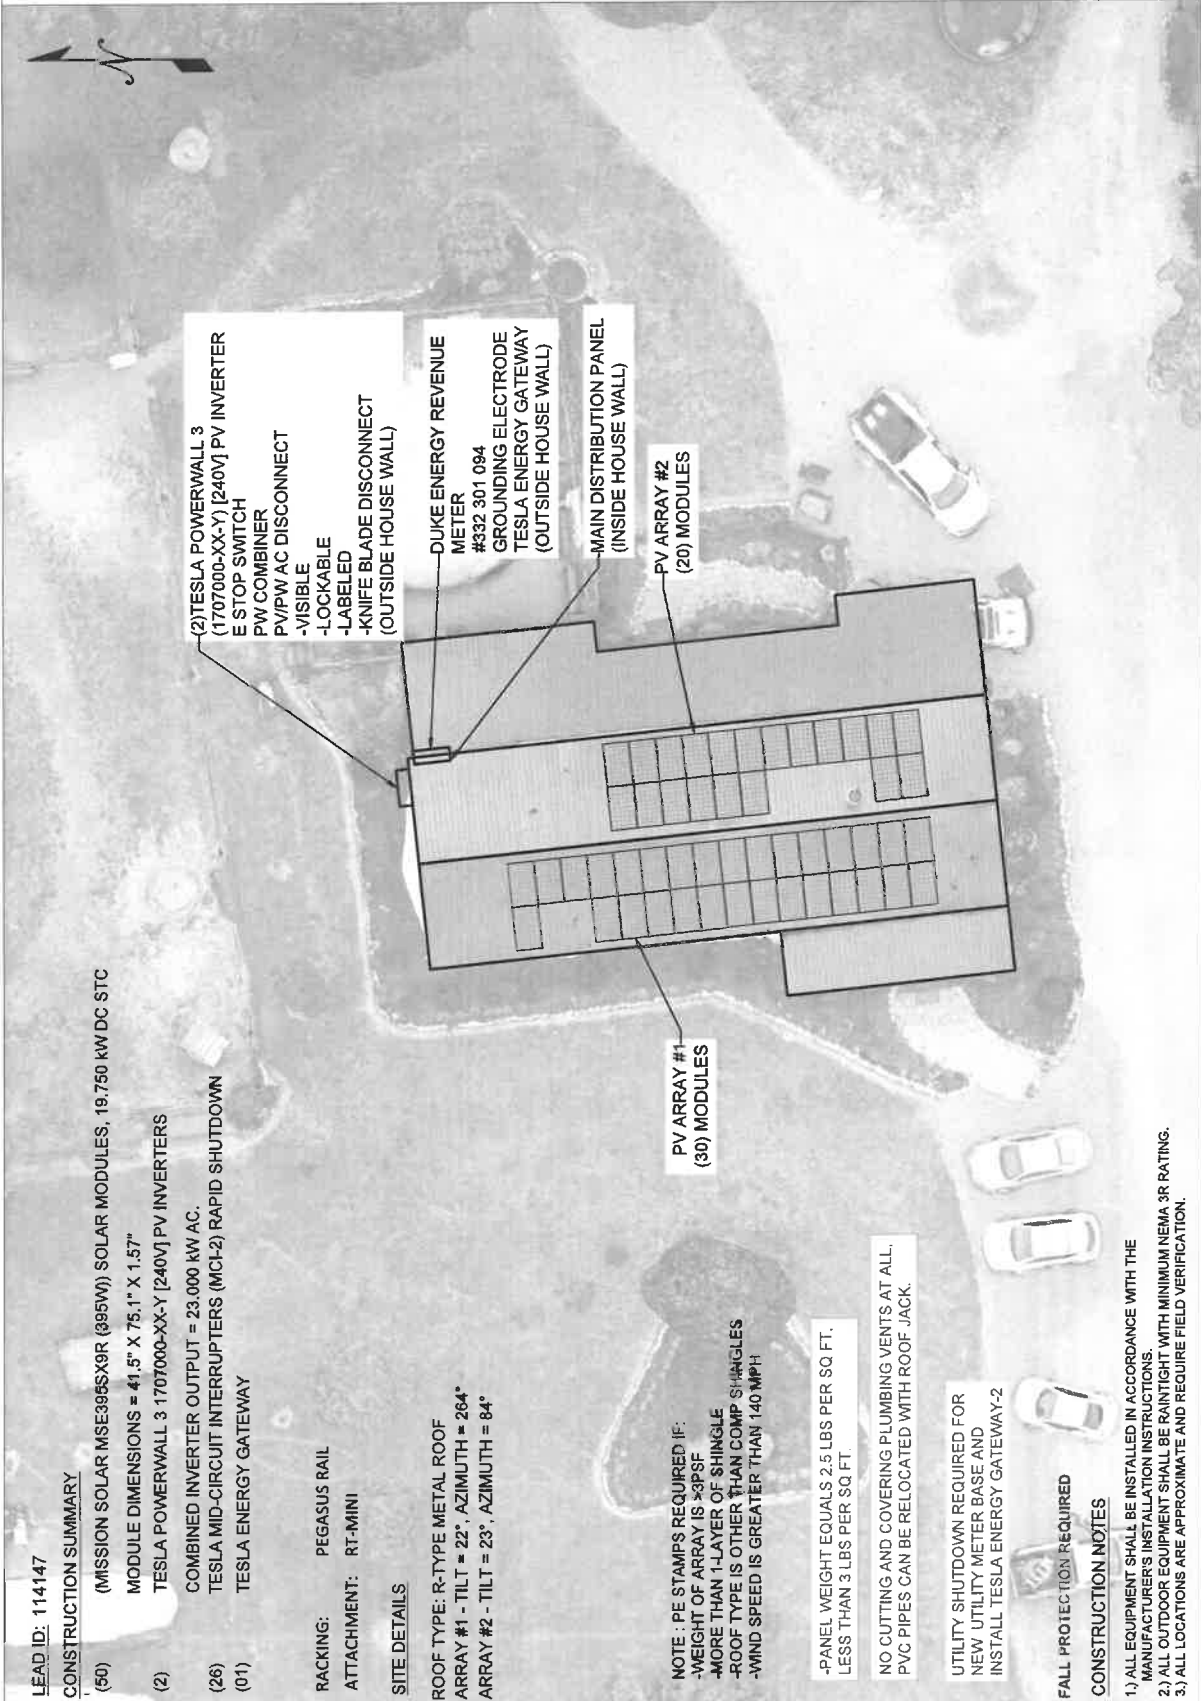 LEAD ID: 114147
CONSTRUCTION SUMMARY
(50) (MISSION SOLAR MSE395SX9R (395W)) SOLAR MODULES, 19.750 kW DC STC
MODULE DIMENSIONS = 41.5" X 75.1" X 1.57"
(2) TESLA POWERWALL 3 1707000-XX-Y [240V] PV INVERTERS
COMBINED INVERTER OUTPUT = 23.000 kW AC.
(26) TESLA MID-CIRCUIT INTERRUPTERS (MCI-2) RAPID SHUTDOWN
(01) TESLA ENERGY GATEWAY
RACKING: PEGASUS RAIL
ATTACHMENT: RT-MINI
SITE DETAILS
ROOF TYPE: R-TYPE METAL ROOF
ARRAY #1 - TILT = 22°, AZIMUTH = 264°
ARRAY #2 - TILT = 23°, AZIMUTH = 84°
NOTE : PE STAMPS REQUIRED IF:
-WEIGHT OF ARRAY IS >3PSF
-MORE THAN 1-LAYER OF SHINGLE
-ROOF TYPE IS OTHER THAN COMP SHINGLES
-WIND SPEED IS GREATER THAN 140 MPH
-PANEL WEIGHT EQUALS 2.5 LBS PER SQ FT,
LESS THAN 3 LBS PER SQ FT
NO CUTTING AND COVERING PLUMBING VENTS AT ALL,
PVC PIPES CAN BE RELOCATED WITH ROOF JACK.
UTILITY SHUTDOWN REQUIRED FOR
NEW UTILITY METER BASE AND
INSTALL TESLA ENERGY GATEWAY-2
FALL PROTECTION REQUIRED
CONSTRUCTION NOTES
1.) ALL EQUIPMENT SHALL BE INSTALLED IN ACCORDANCE WITH THE
MANUFACTURER'S INSTALLATION INSTRUCTIONS.
2.) ALL OUTDOOR EQUIPMENT SHALL BE RAINTIGHT WITH MINIMUM NEMA 3R RATING.
3.) ALL LOCATIONS ARE APPROXIMATE AND REQUIRE FIELD VERIFICATION.
(2)TESLA POWERWALL 3
(1707000-XX-Y) [240V] PV INVERTER
E STOP SWITCH
PW COMBINER
PV/PW AC DISCONNECT
-VISIBLE
-LOCKABLE
-LABELED
-KNIFE BLADE DISCONNECT
(OUTSIDE HOUSE WALL)
DUKE ENERGY REVENUE
METER
#332 301 094
GROUNDING ELECTRODE
TESLA ENERGY GATEWAY
(OUTSIDE HOUSE WALL)
MAIN DISTRIBUTION PANEL
(INSIDE HOUSE WALL)
PV ARRAY #2
(20) MODULES
PV ARRAY #1
(30) MODULES
N